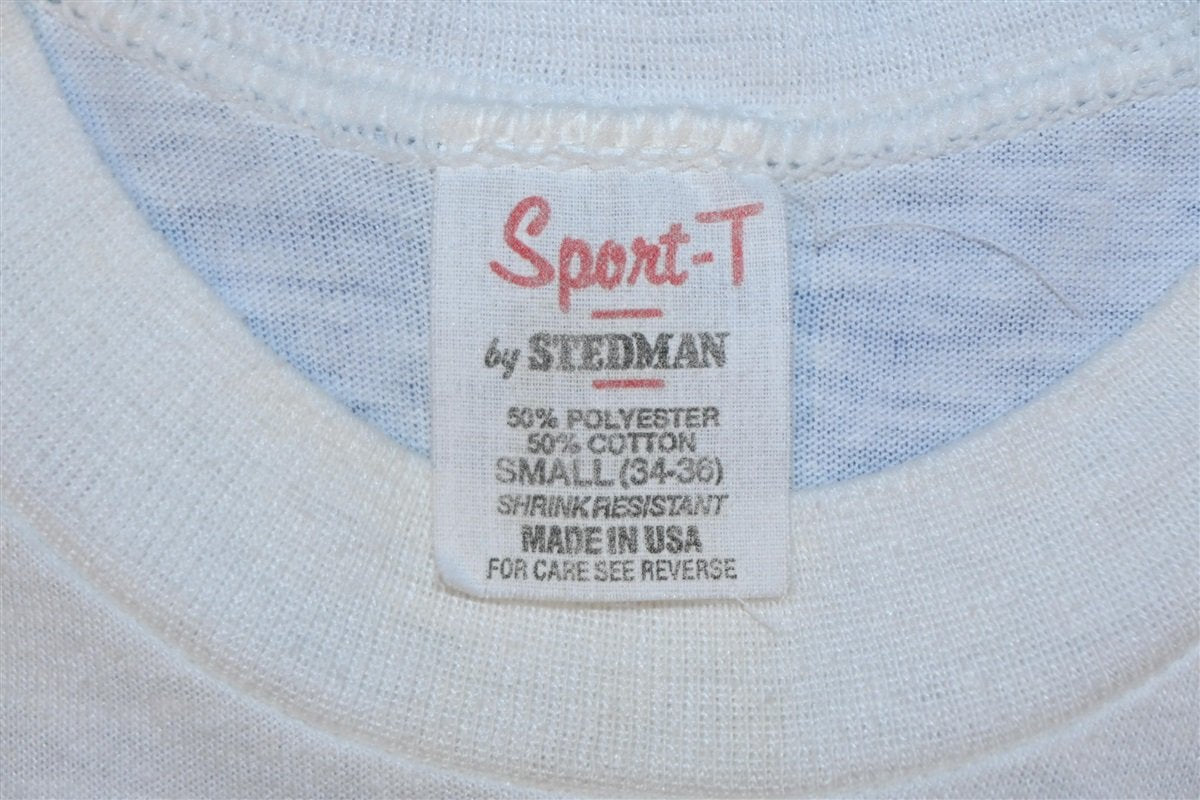 Sport-T
by STEDMAN
50% POLYESTER
50% COTTON
SMALL (34-36)
SHRINK RESISTANT
MADE IN USA
FOR CARE SEE REVERSE